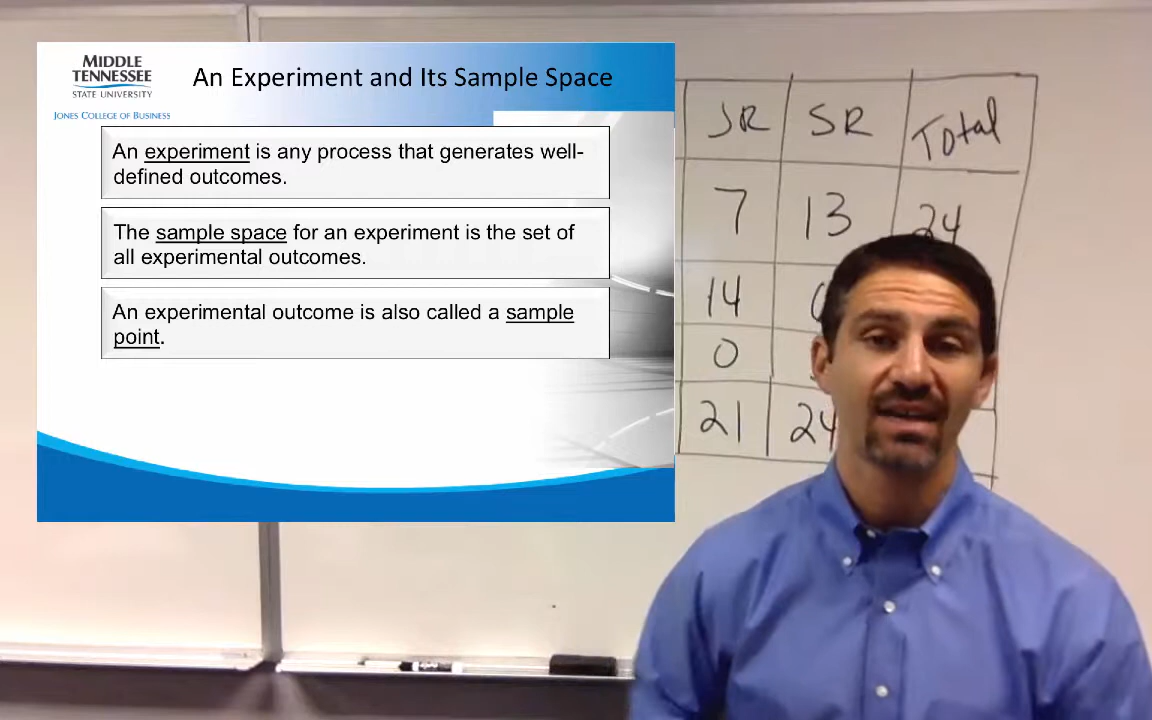 MIDDLE
TENNESSEE
STATE UNIVERSITY
JONES COLLEGE OF BUSINESS
An Experiment and Its Sample Space
An experiment is any process that generates well-
defined outcomes.
The sample space for an experiment is the set of
all experimental outcomes.
An experimental outcome is also called a sample
point.
JR SR Total
7 13 24
14
0
21 24